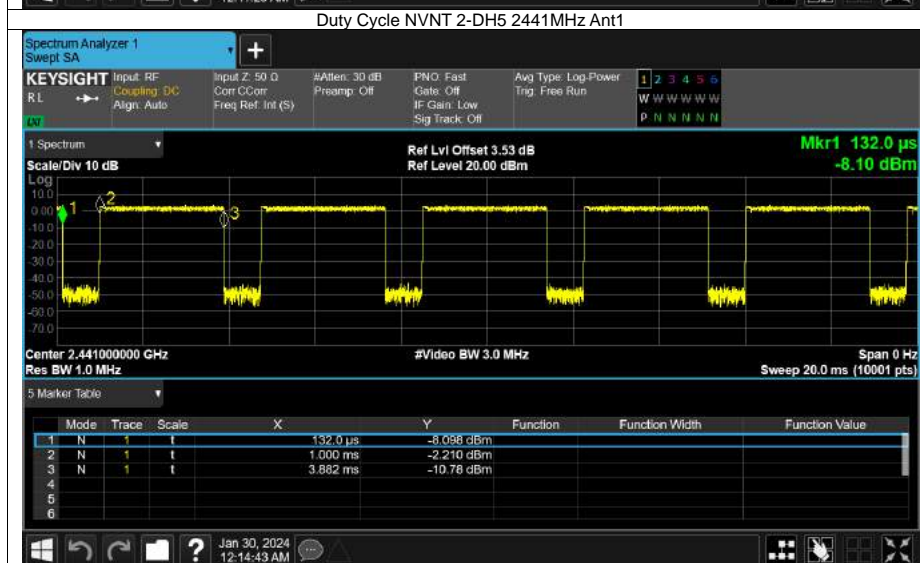 Duty Cycle NVNT 2-DH5 2441MHz Ant1
Spectrum Analyzer 1
Swept SA
+
KEYSIGHT Input: RF Input Z: 50 Ω #Atten: 30 dB PNO: Fast Avg Type: Log-Power 1 2 3 4 5 6
RL Coupling: DC Corr CCorr Preamp: Off Gate: Off Trig: Free Run W W W W W W
Align: Auto Freq Ref: Int (S) IF Gain: Low
Sig Track: Off P N N N N N
1 Spectrum
Ref Lvl Offset 3.53 dB Mkr1 132.0 µs
Scale/Div 10 dB Ref Level 20.00 dBm -8.10 dBm
Log
10.0
0.00 1 2 3
-10.0
-20.0
-30.0
-40.0
-50.0
-60.0
-70.0
Center 2.441000000 GHz #Video BW 3.0 MHz Span 0 Hz
Res BW 1.0 MHz Sweep 20.0 ms (10001 pts)
5 Marker Table
Mode Trace Scale X Y Function Function Width Function Value
1 N 1 t 132.0 µs -8.098 dBm
2 N 1 t 1.000 ms -2.210 dBm
3 N 1 t 3.882 ms -10.78 dBm
4
5
6
? Jan 30, 2024
12:14:43 AM